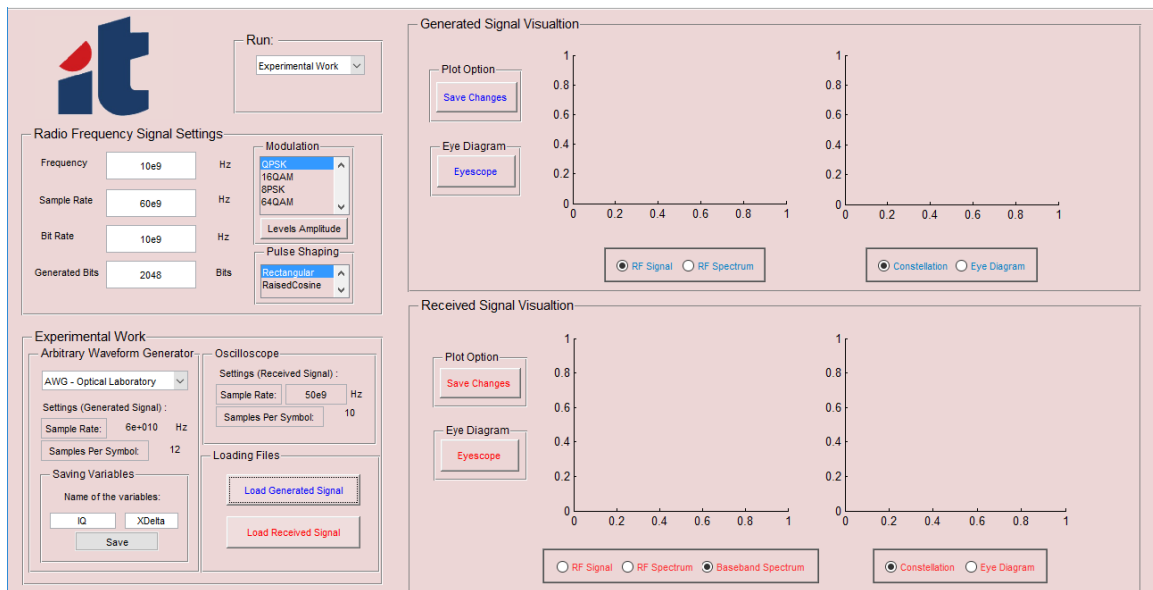 it
Run:
Experimental Work
Radio Frequency Signal Settings
Frequency 10e9 Hz
Sample Rate 60e9 Hz
Bit Rate 10e9 Hz
Generated Bits 2048 Bits
Modulation
QPSK
16QAM
8PSK
64QAM
Levels Amplitude
Pulse Shaping
Rectangular
RaisedCosine
Experimental Work
Arbitrary Waveform Generator
AWG - Optical Laboratory
Settings (Generated Signal) :
Sample Rate: 6e+010 Hz
Samples Per Symbol: 12
Saving Variables
Name of the variables:
IQ XDelta
Save
Oscilloscope
Settings (Received Signal) :
Sample Rate: 50e9 Hz
Samples Per Symbol: 10
Loading Files
Load Generated Signal
Load Received Signal
Generated Signal Visualtion
Plot Option
Save Changes
Eye Diagram
Eyescope
1
0.8
0.6
0.4
0.2
0
0 0.2 0.4 0.6 0.8 1
RF Signal RF Spectrum
1
0.8
0.6
0.4
0.2
0
0 0.2 0.4 0.6 0.8 1
Constellation Eye Diagram
Received Signal Visualtion
Plot Option
Save Changes
Eye Diagram
Eyescope
1
0.8
0.6
0.4
0.2
0
0 0.2 0.4 0.6 0.8 1
RF Signal RF Spectrum Baseband Spectrum
1
0.8
0.6
0.4
0.2
0
0 0.2 0.4 0.6 0.8 1
Constellation Eye Diagram